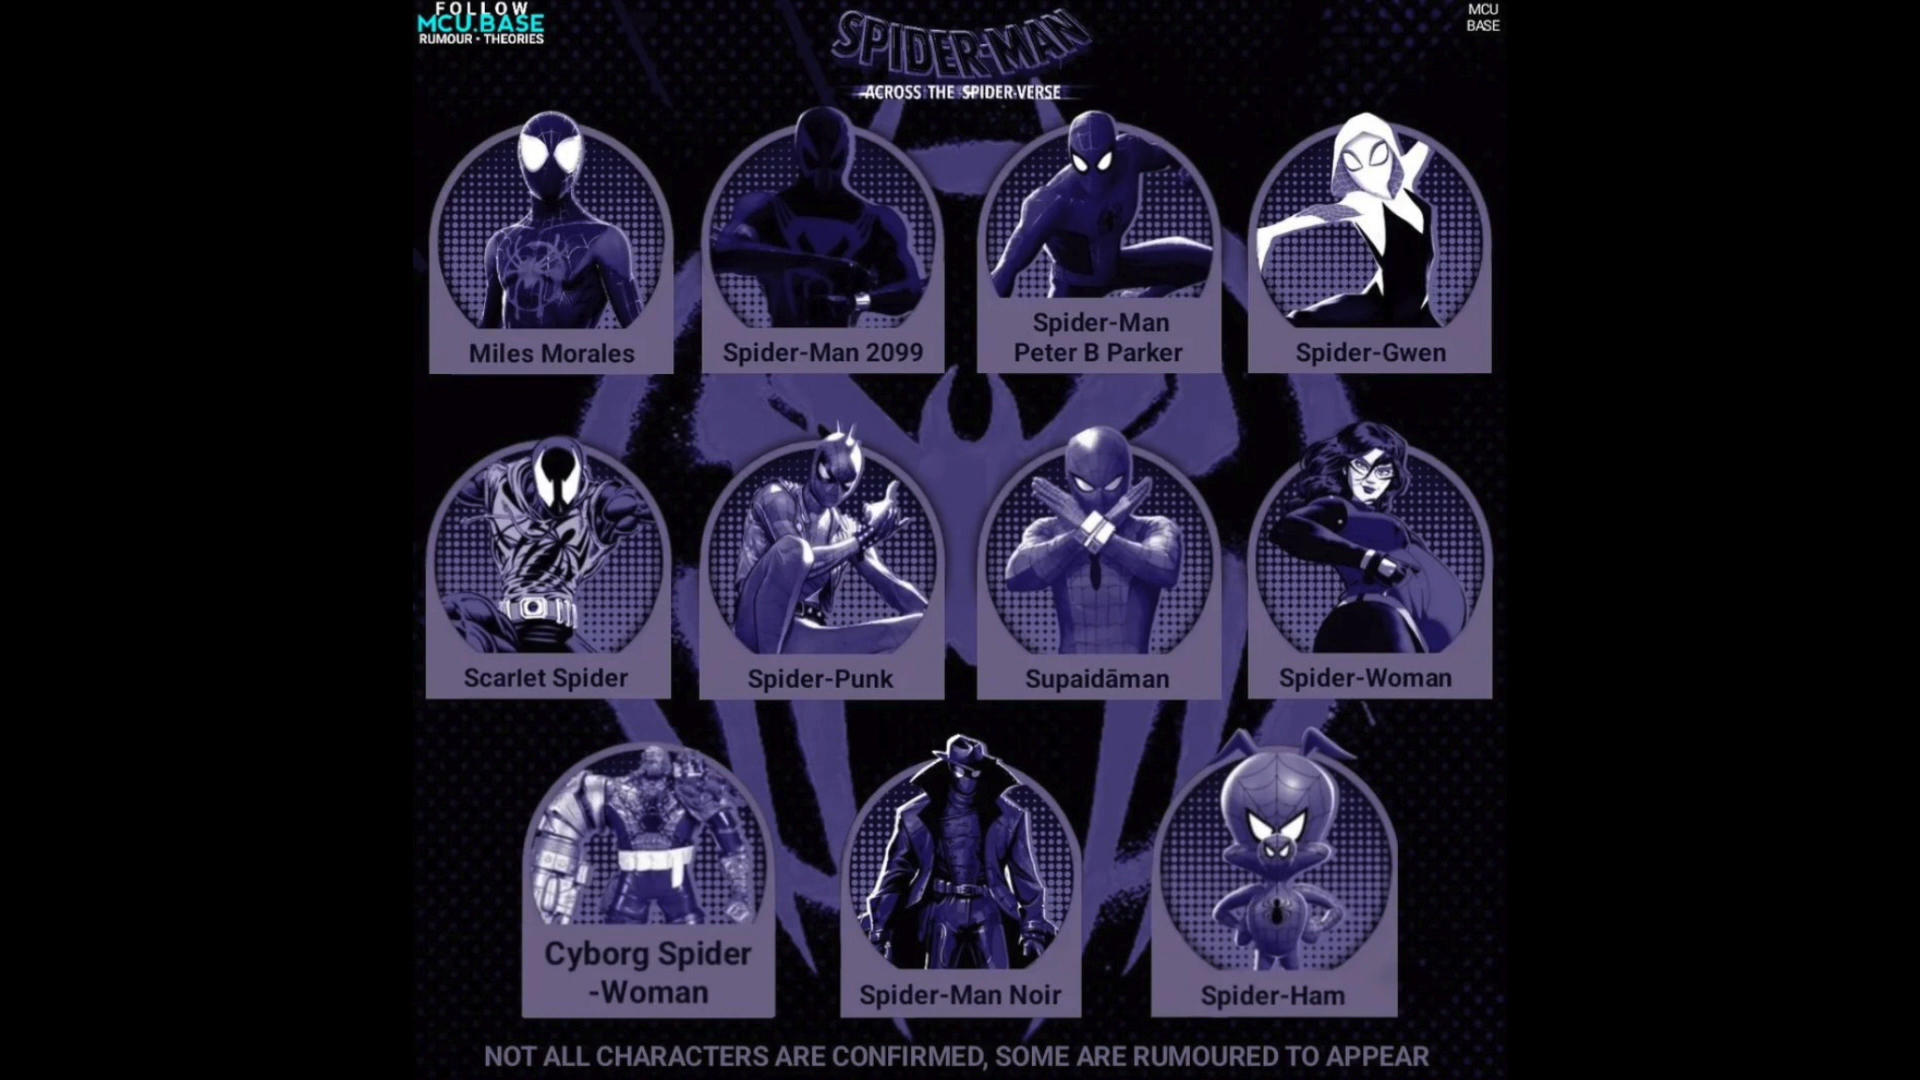 FOLLOW
MCU.BASE
RUMOUR • THEORIES
SPIDER-MAN
ACROSS THE SPIDER-VERSE
MCU
BASE
Miles Morales
Spider-Man 2099
Spider-Man
Peter B Parker
Spider-Gwen
Scarlet Spider
Spider-Punk
Supaidāman
Spider-Woman
Cyborg Spider
-Woman
Spider-Man Noir
Spider-Ham
NOT ALL CHARACTERS ARE CONFIRMED, SOME ARE RUMOURED TO APPEAR